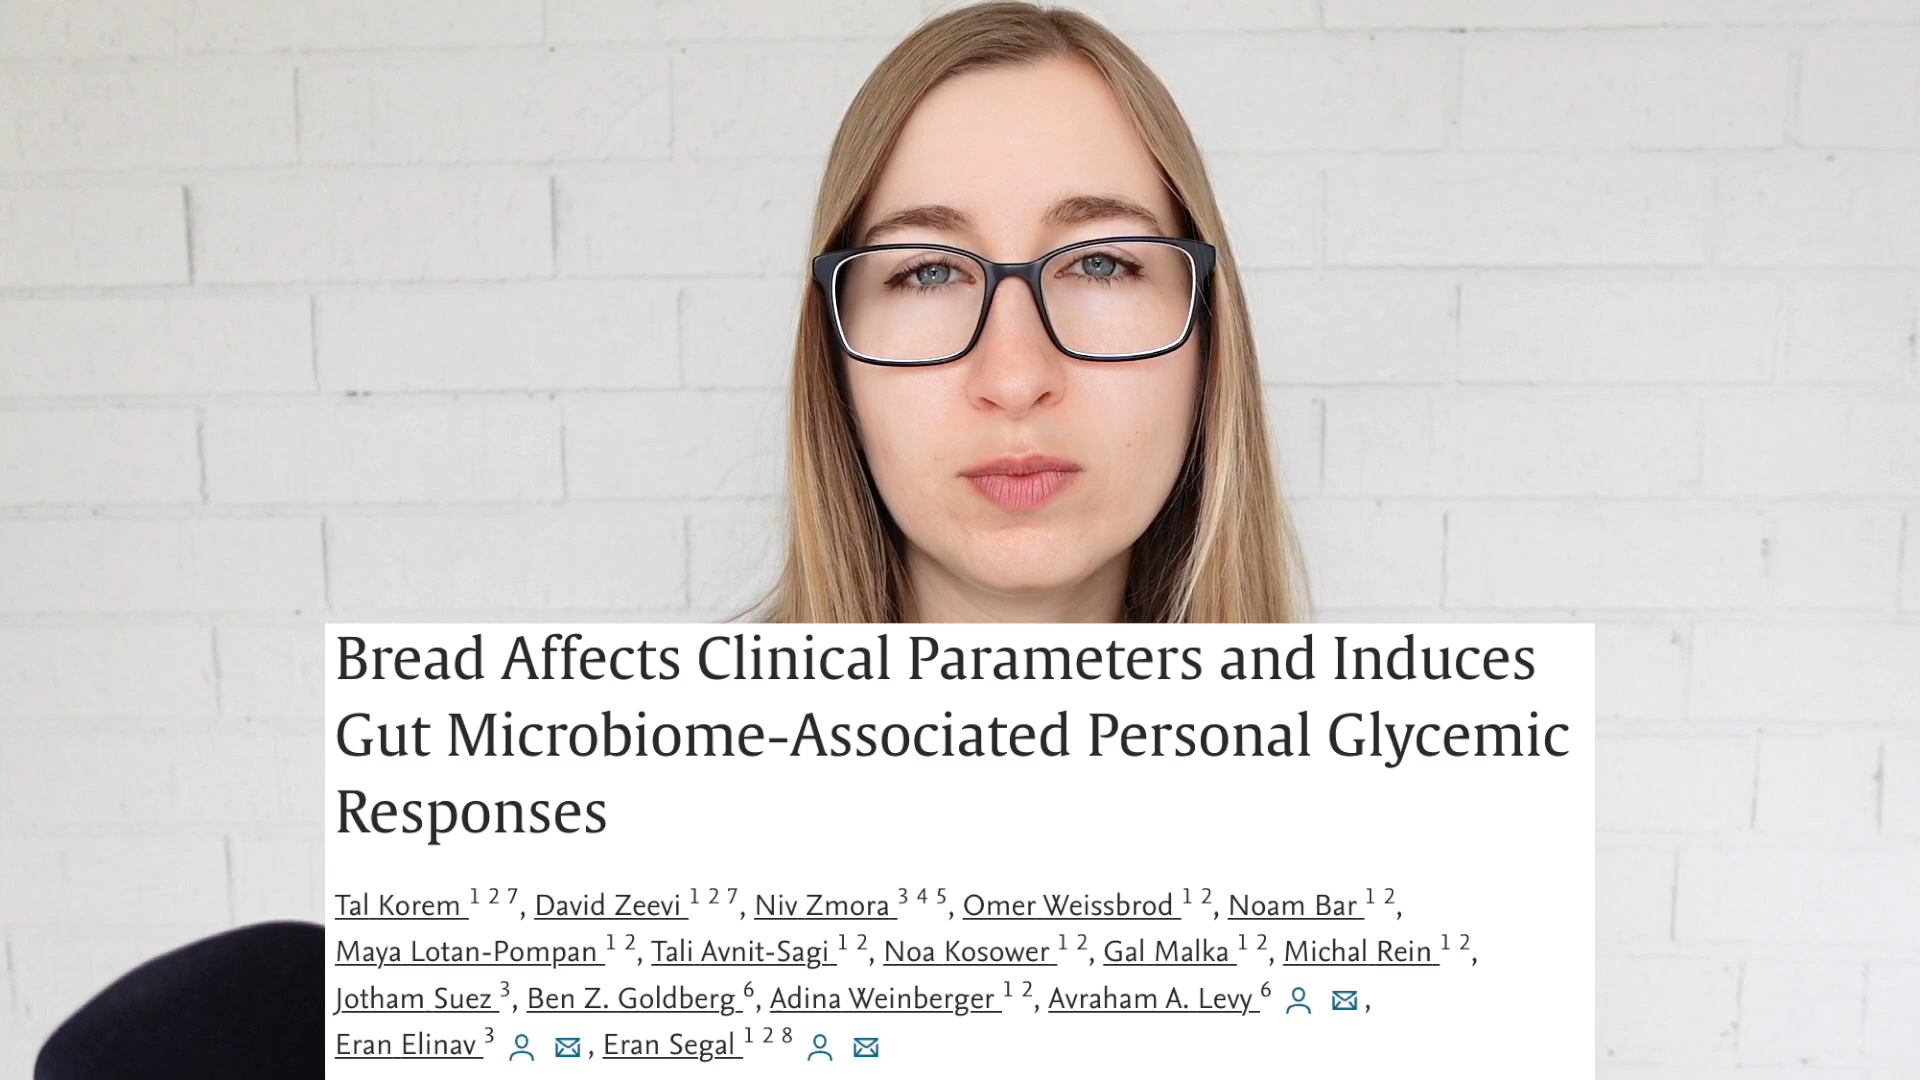 Bread Affects Clinical Parameters and Induces
Gut Microbiome-Associated Personal Glycemic
Responses
Tal Korem 1 2 7, David Zeevi 1 2 7, Niv Zmora 3 4 5, Omer Weissbrod 1 2, Noam Bar 1 2,
Maya Lotan-Pompan 1 2, Tali Avnit-Sagi 1 2, Noa Kosower 1 2, Gal Malka 1 2, Michal Rein 1 2,
Jotham Suez 3, Ben Z. Goldberg 6, Adina Weinberger 1 2, Avraham A. Levy 6,
Eran Elinav 3, Eran Segal 1 2 8